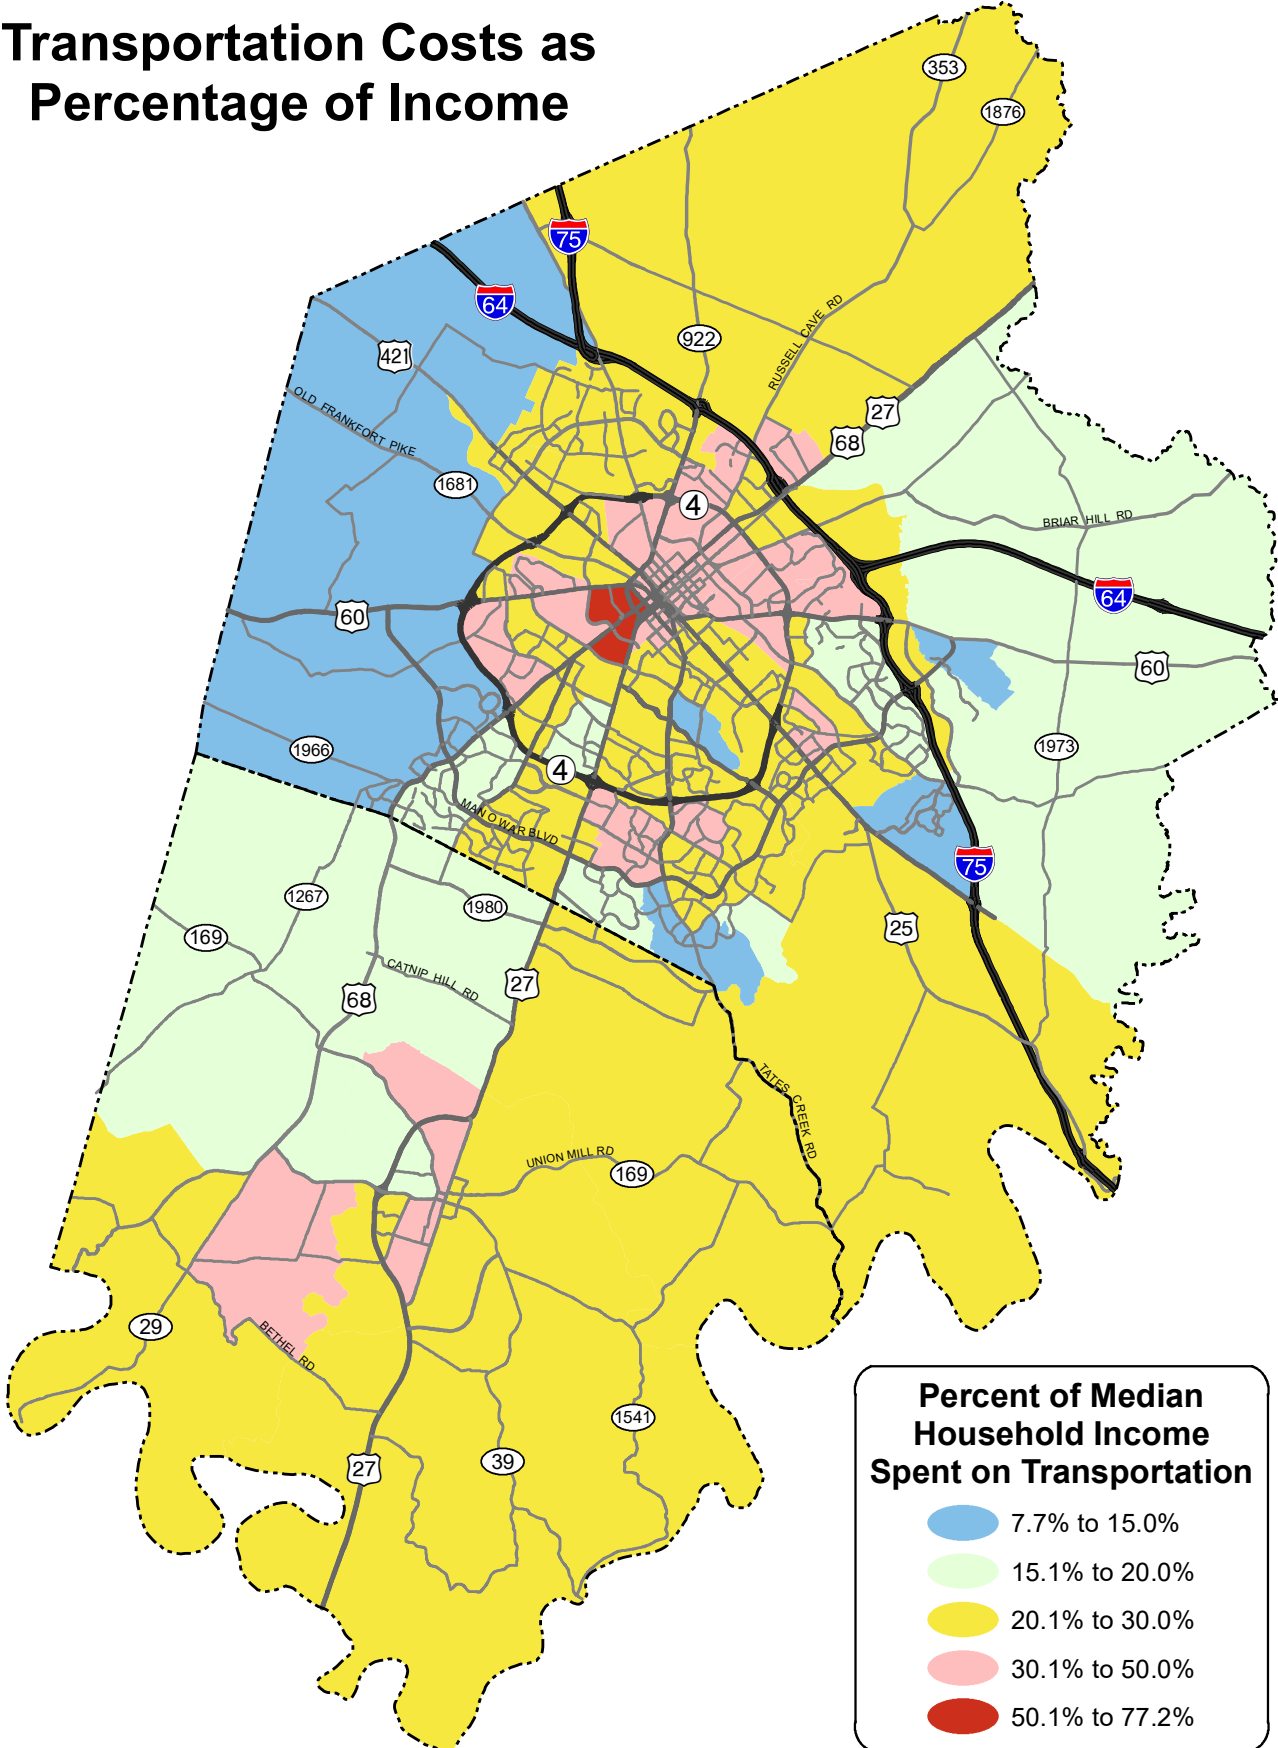 Transportation Costs as
Percentage of Income
353
1876
75
64
922
RUSSELL CAVE RD
421
OLD FRANKFORT PIKE
27
68
1681
4
BRIAR HILL RD
64
60
60
1966
1973
4
MAN O WAR BLVD
75
1267
1980
169
25
CATNIP HILL RD
27
68
TATES CREEK RD
UNION MILL RD
169
29
BETHEL RD
1541
39
27
Percent of Median
Household Income
Spent on Transportation
7.7% to 15.0%
15.1% to 20.0%
20.1% to 30.0%
30.1% to 50.0%
50.1% to 77.2%